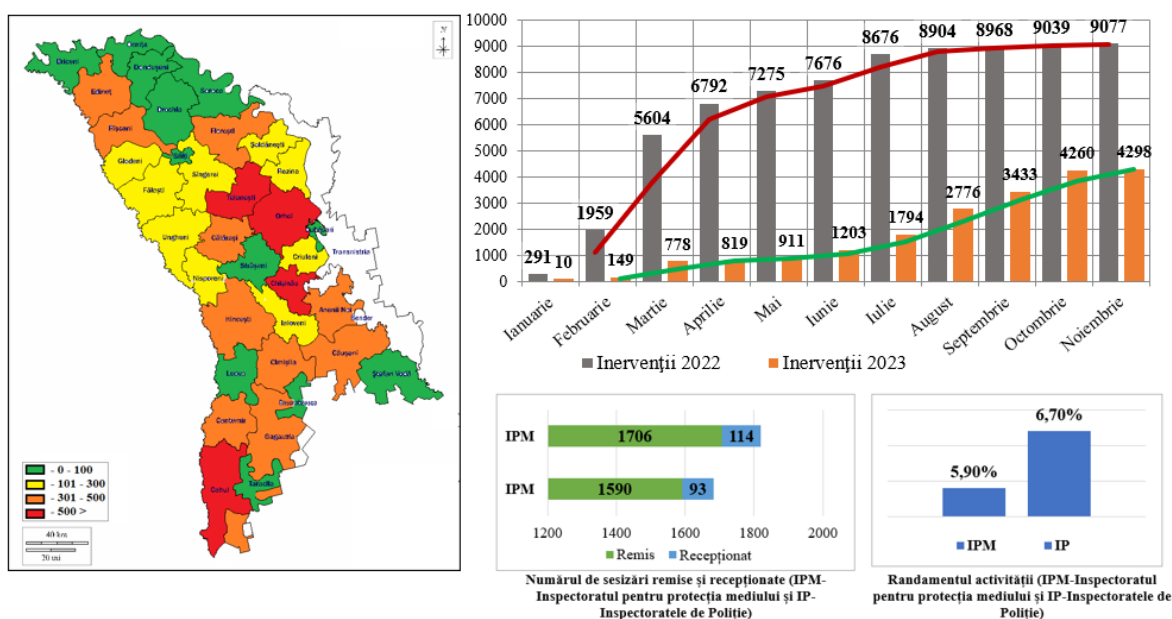 N
Briceni
Dondușeni
Soroca
Edineț
Drochia
Florești
Șoldănești
Glodeni
Sîngerei
Rezina
Fălești
Telenești
Orhei
Ungheni
Călărași
Criuleni
Transnistria
Strășeni
Nisporeni
Chișinău
Anenii Noi
Bender
Ialoveni
Hîncești
Căușeni
Cimișlia
Ștefan Vodă
Leova
Cantemir
Gagauzia
Taraclia
Cahul
- 0 - 100
- 101 - 300
- 301 - 500
- 500 >
40 km
20 mi
10000
9000
8000
7000
6000
5000
4000
3000
2000
1000
0
291
1959
5604
6792
7275
7676
8676
8904
8968
9039
9077
10
149
778
819
911
1203
1794
2776
3433
4260
4298
Ianuarie
Februarie
Martie
Aprilie
Mai
Iunie
Iulie
August
Septembrie
Octombrie
Noiembrie
Inervenții 2022
Inervenții 2023
IPM 1706 114
IPM 1590 93
1200 1400 1600 1800 2000
Remis Recepționat
Numărul de sesizări remise și recepționate (IPM-
Inspectoratul pentru protecția mediului și IP-
Inspectoratele de Poliție)
6,70%
5,90%
IPM IP
Randamentul activității (IPM-Inspectoratul
pentru protecția mediului și IP-Inspectoratele de
Poliție)